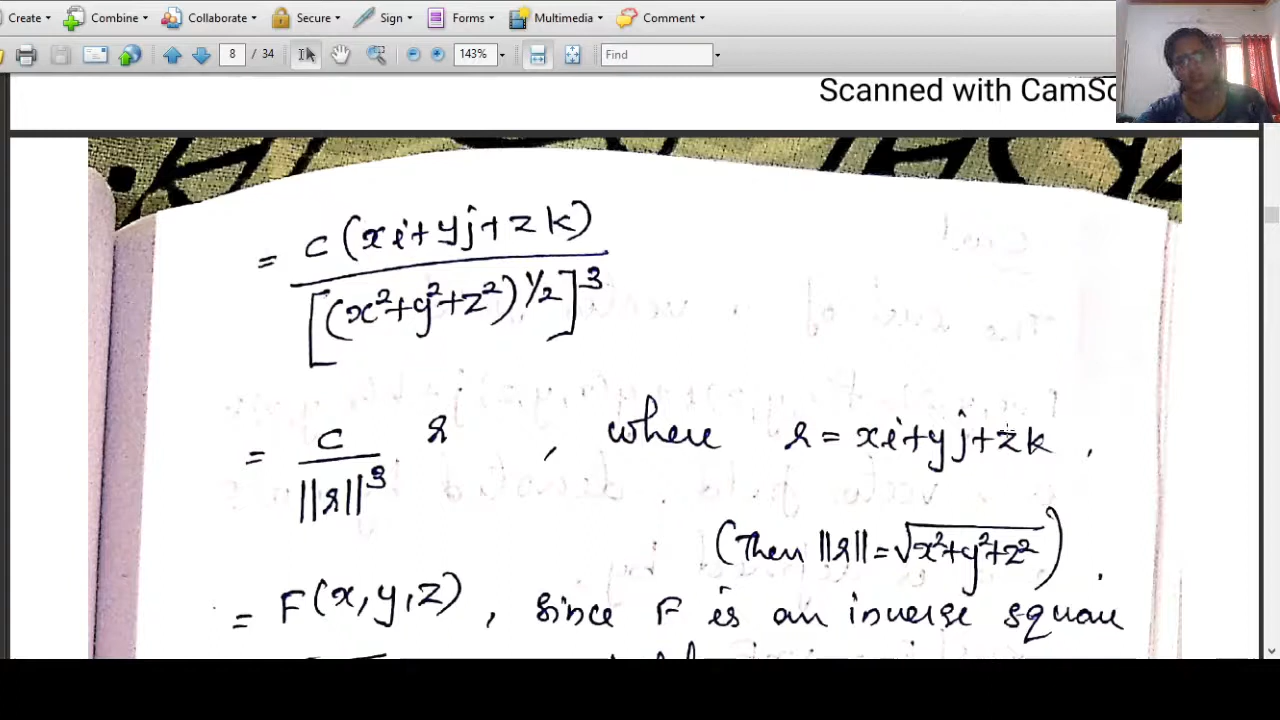 Create Combine Collaborate Secure Sign Forms Multimedia Comment
8 / 34 143% Find
Scanned with CamSc
= c (xi+yj+zk)
[(x²+y²+z²)^1/2]³
= c r , where r = xi+yj+zk .
||r||³
(Then ||r|| = √x²+y²+z²) .
= F(x,y,z) , since F is an inverse square